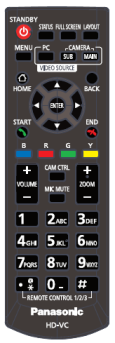 STANDBY
STATUS FULL SCREEN LAYOUT
MENU PC CAMERA
SUB MAIN
VIDEO SOURCE
HOME BACK
ENTER
START END
B R G Y
+ CAM CTRL +
VOLUME ZOOM
- MIC MUTE -
1 2ABC 3DEF
4GHI 5JKL 6MNO
7PQRS 8TUV 9WXYZ
0 #
REMOTE CONTROL 1/2/3
Panasonic
HD-VC